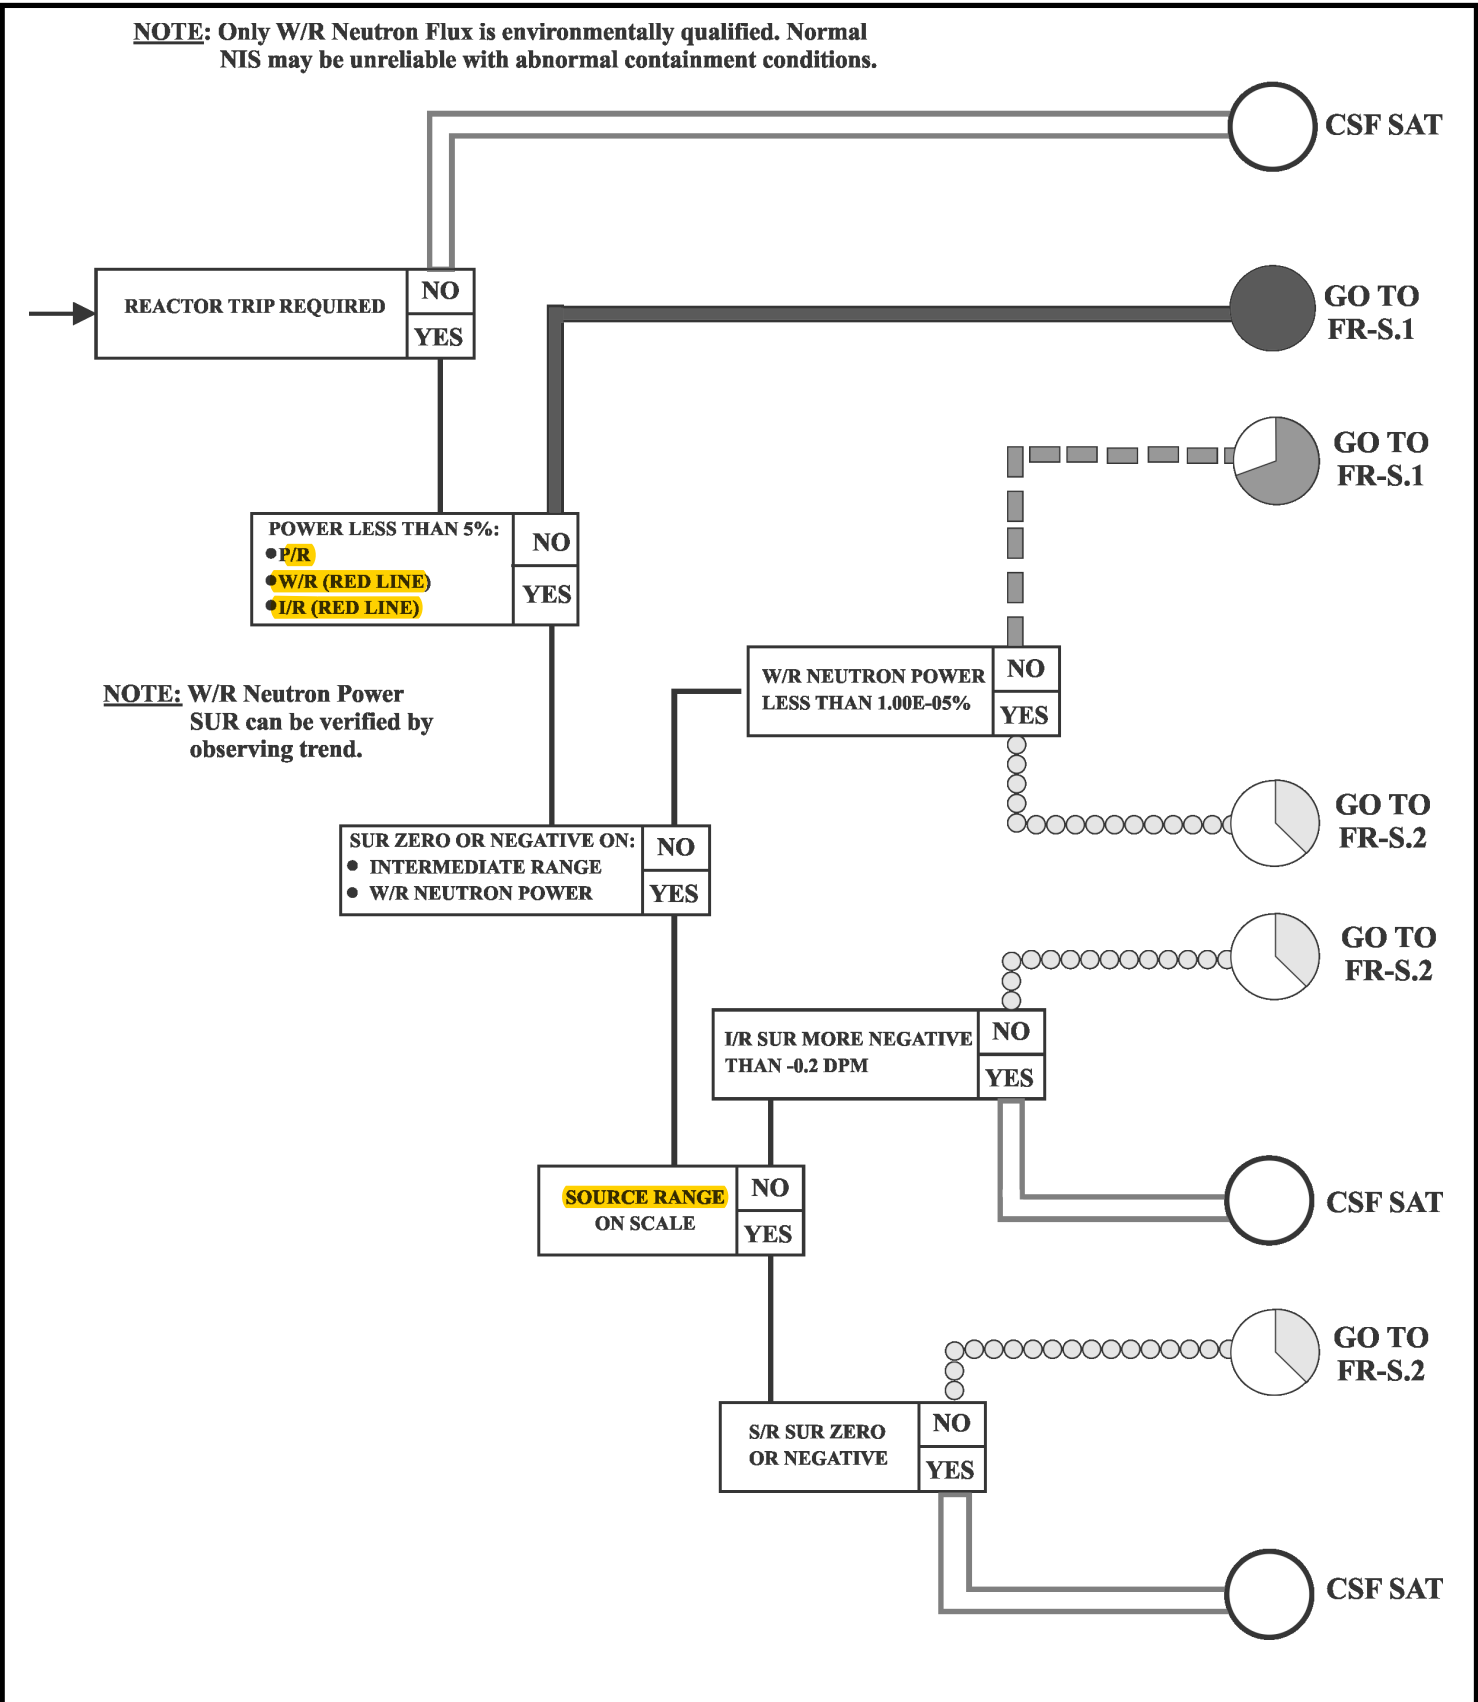 NOTE: Only W/R Neutron Flux is environmentally qualified. Normal
NIS may be unreliable with abnormal containment conditions.
CSF SAT
REACTOR TRIP REQUIRED
NO
YES
GO TO
FR-S.1
GO TO
FR-S.1
POWER LESS THAN 5%:
● P/R
● W/R (RED LINE)
● I/R (RED LINE)
NO
YES
W/R NEUTRON POWER
LESS THAN 1.00E-05%
NO
YES
NOTE: W/R Neutron Power
SUR can be verified by
observing trend.
GO TO
FR-S.2
SUR ZERO OR NEGATIVE ON:
● INTERMEDIATE RANGE
● W/R NEUTRON POWER
NO
YES
GO TO
FR-S.2
I/R SUR MORE NEGATIVE
THAN -0.2 DPM
NO
YES
SOURCE RANGE
ON SCALE
NO
YES
CSF SAT
GO TO
FR-S.2
S/R SUR ZERO
OR NEGATIVE
NO
YES
CSF SAT